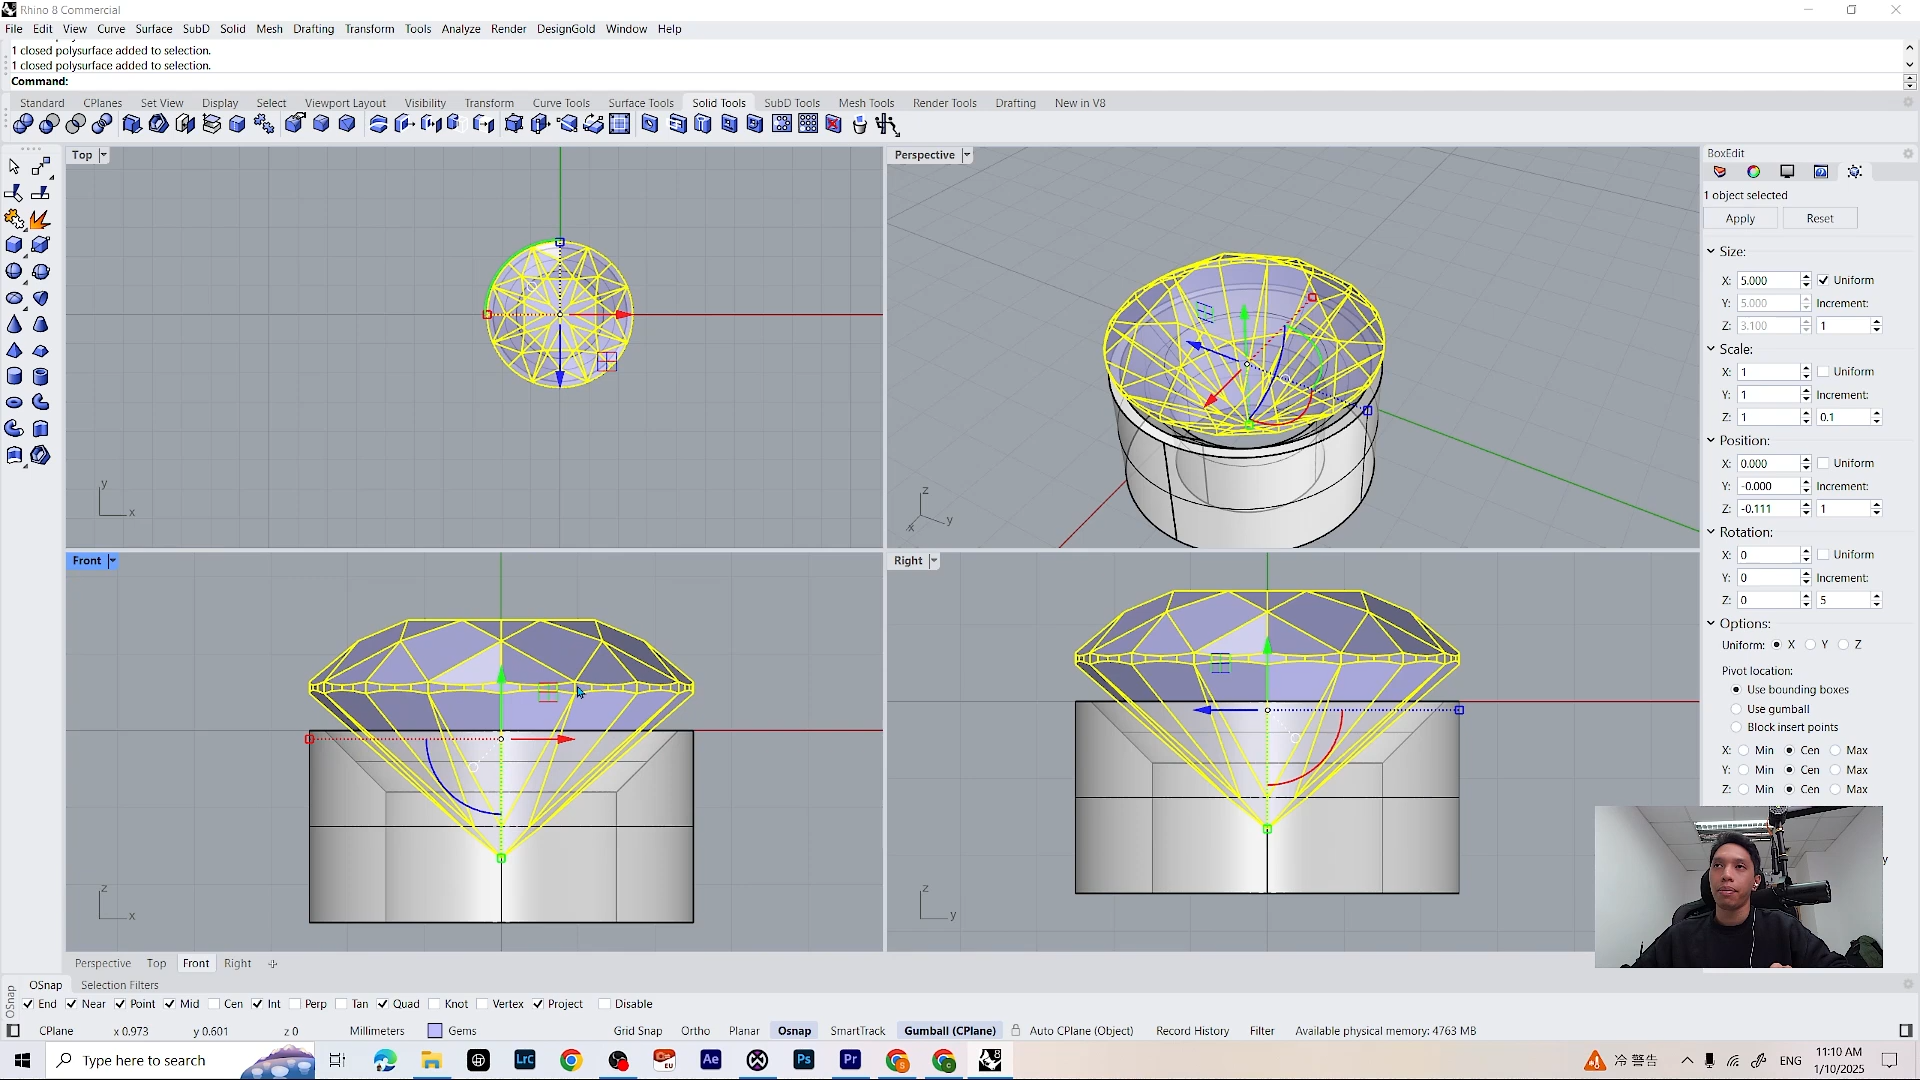 Rhino 8 Commercial
File Edit View Curve Surface SubD Solid Mesh Drafting Transform Tools Analyze Render DesignGold Window Help
1 closed polysurface added to selection.
1 closed polysurface added to selection.
Command:
Standard CPlanes Set View Display Select Viewport Layout Visibility Transform Curve Tools Surface Tools Solid Tools SubD Tools Mesh Tools Render Tools Drafting New in V8
Top
Perspective
BoxEdit
1 object selected
Apply Reset
Size:
X: 5.000 Uniform
Y: 5.000 Increment:
Z: 3.100 1
Scale:
X: 1 Uniform
Y: 1 Increment:
Z: 1 0.1
Position:
X: 0.000 Uniform
Y: -0.000 Increment:
Z: -0.111 1
Rotation:
X: 0 Uniform
Y: 0 Increment:
Z: 0 5
Options:
Uniform: X Y Z
Pivot location:
Use bounding boxes
Use gumball
Block insert points
X: Min Cen Max
Y: Min Cen Max
Z: Min Cen Max
y
y
x
z
y
x
Front
Right
z
x
z
y
Perspective Top Front Right
OSnap Selection Filters
OSnap
End Near Point Mid Cen Int Perp Tan Quad Knot Vertex Project Disable
CPlane x 0.973 y 0.601 z 0 Millimeters Gems Grid Snap Ortho Planar Osnap SmartTrack Gumball (CPlane) Auto CPlane (Object) Record History Filter Available physical memory: 4763 MB
Type here to search
LrC Ae Ps Pr
冷 警告 ENG 11:10 AM
1/10/2025